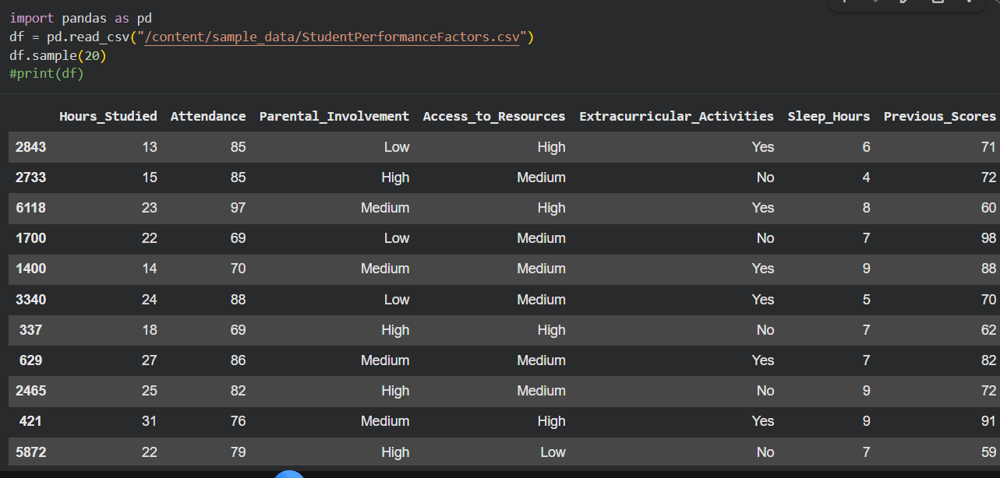 import pandas as pd
df = pd.read_csv("/content/sample_data/StudentPerformanceFactors.csv")
df.sample(20)
#print(df)
Hours_Studied Attendance Parental_Involvement Access_to_Resources Extracurricular_Activities Sleep_Hours Previous_Scores
2843 13 85 Low High Yes 6 71
2733 15 85 High Medium No 4 72
6118 23 97 Medium High Yes 8 60
1700 22 69 Low Medium No 7 98
1400 14 70 Medium Medium Yes 9 88
3340 24 88 Low Medium Yes 5 70
337 18 69 High High No 7 62
629 27 86 Medium Medium Yes 7 82
2465 25 82 High Medium No 9 72
421 31 76 Medium High Yes 9 91
5872 22 79 High Low No 7 59